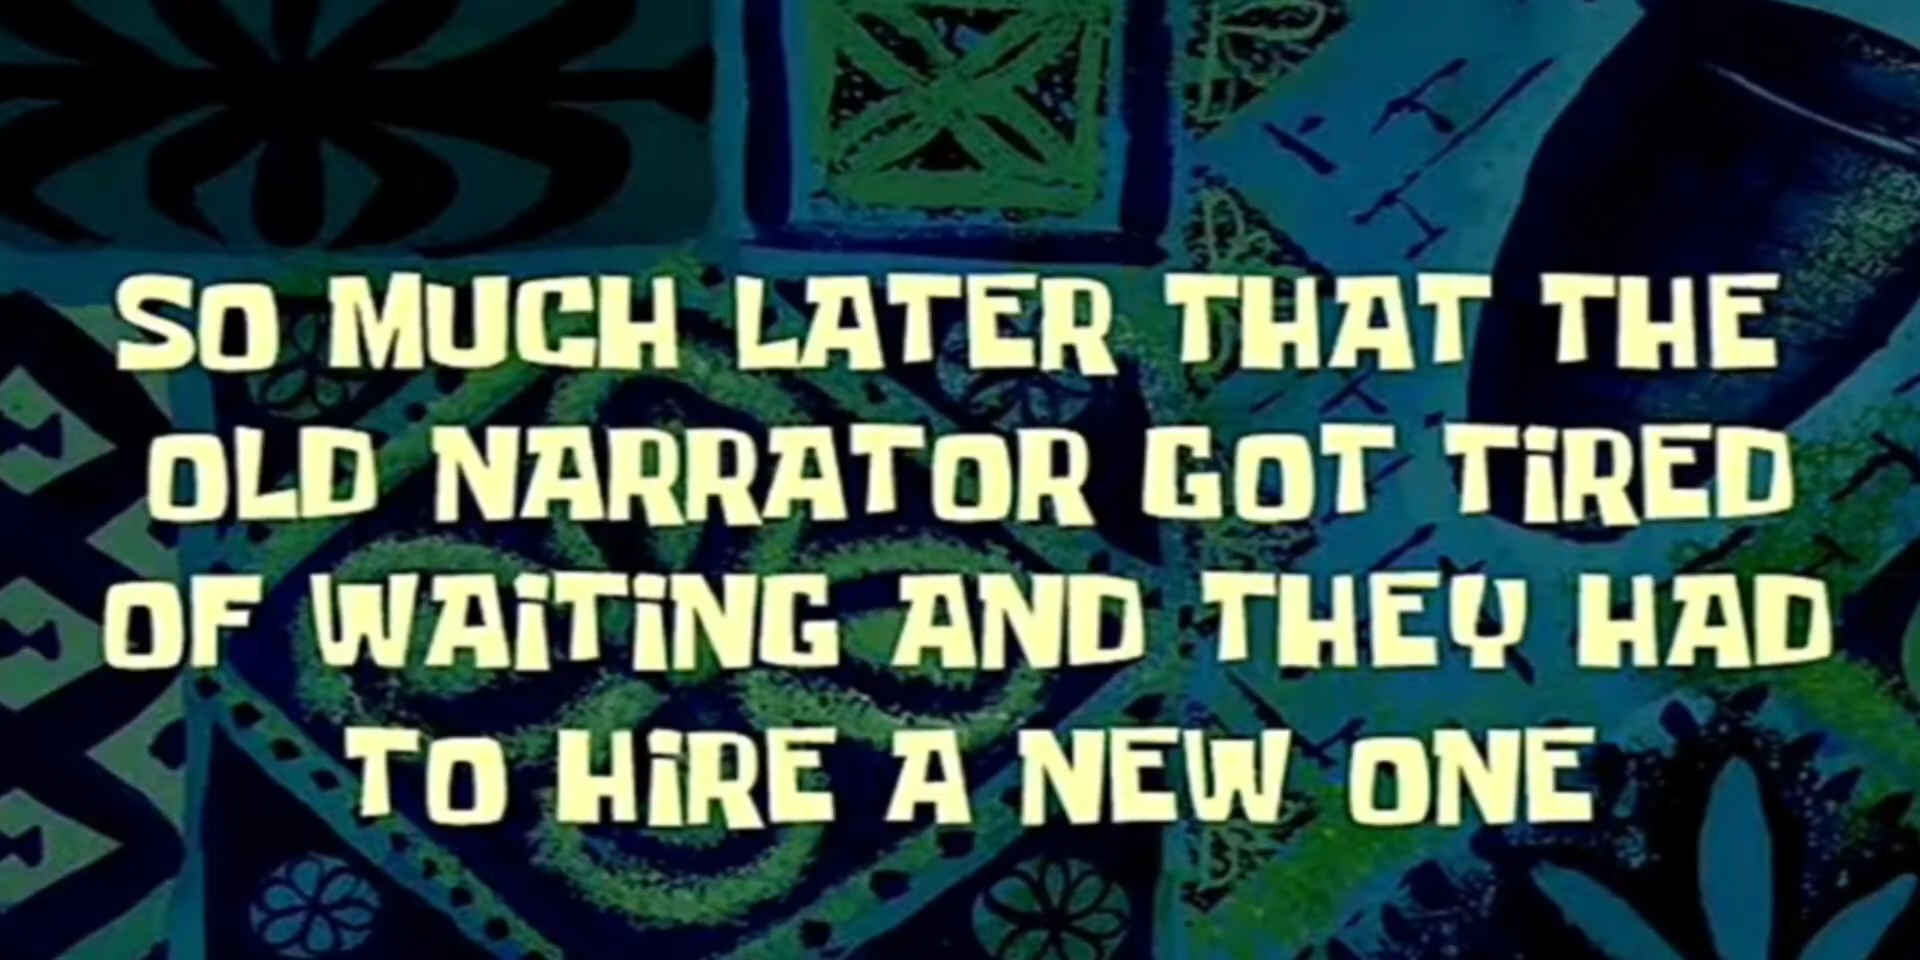 SO MUCH LATER THAT THE
OLD NARRATOR GOT TiRED
OF WAiTiNG AND THEY HAD
TO HiRE A NEW ONE